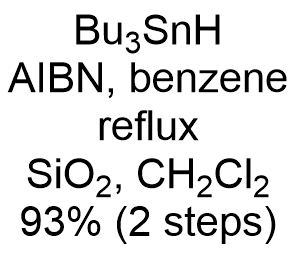 Bu₃SnH
AIBN, benzene
reflux
SiO₂, CH₂Cl₂
93% (2 steps)